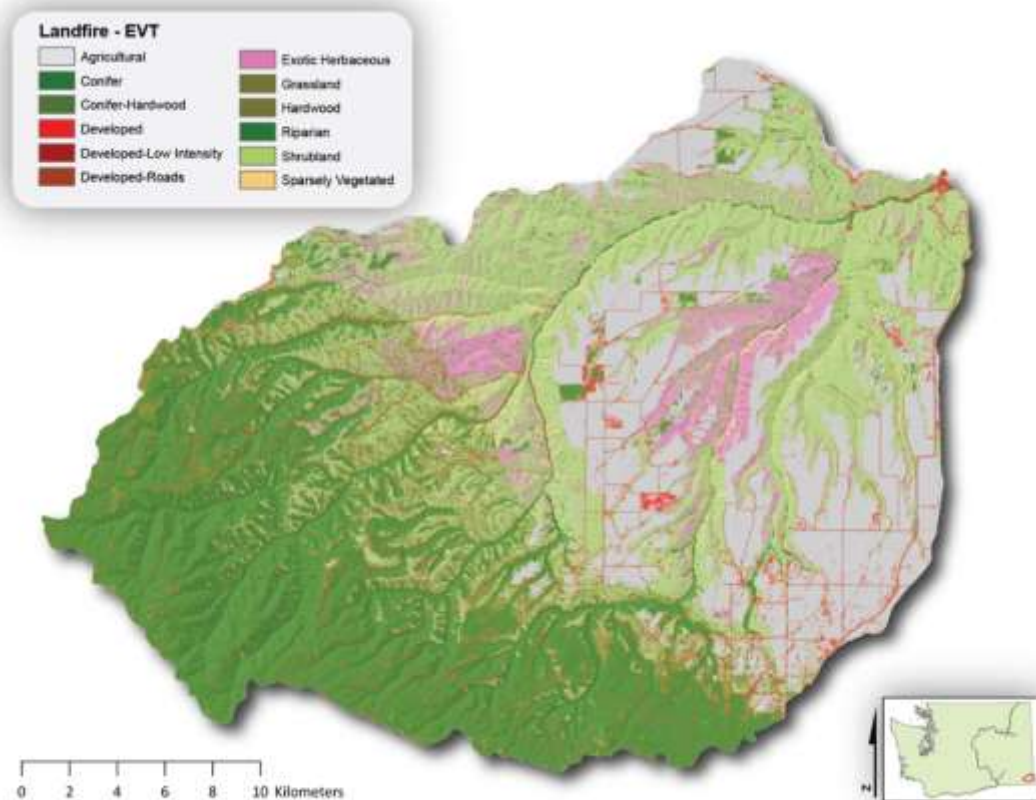 Landfire - EVT
Agricultural
Conifer
Conifer-Hardwood
Developed
Developed-Low Intensity
Developed-Roads
Exotic Herbaceous
Grassland
Hardwood
Riparian
Shrubland
Sparsely Vegetated
0 2 4 6 8 10 Kilometers
N